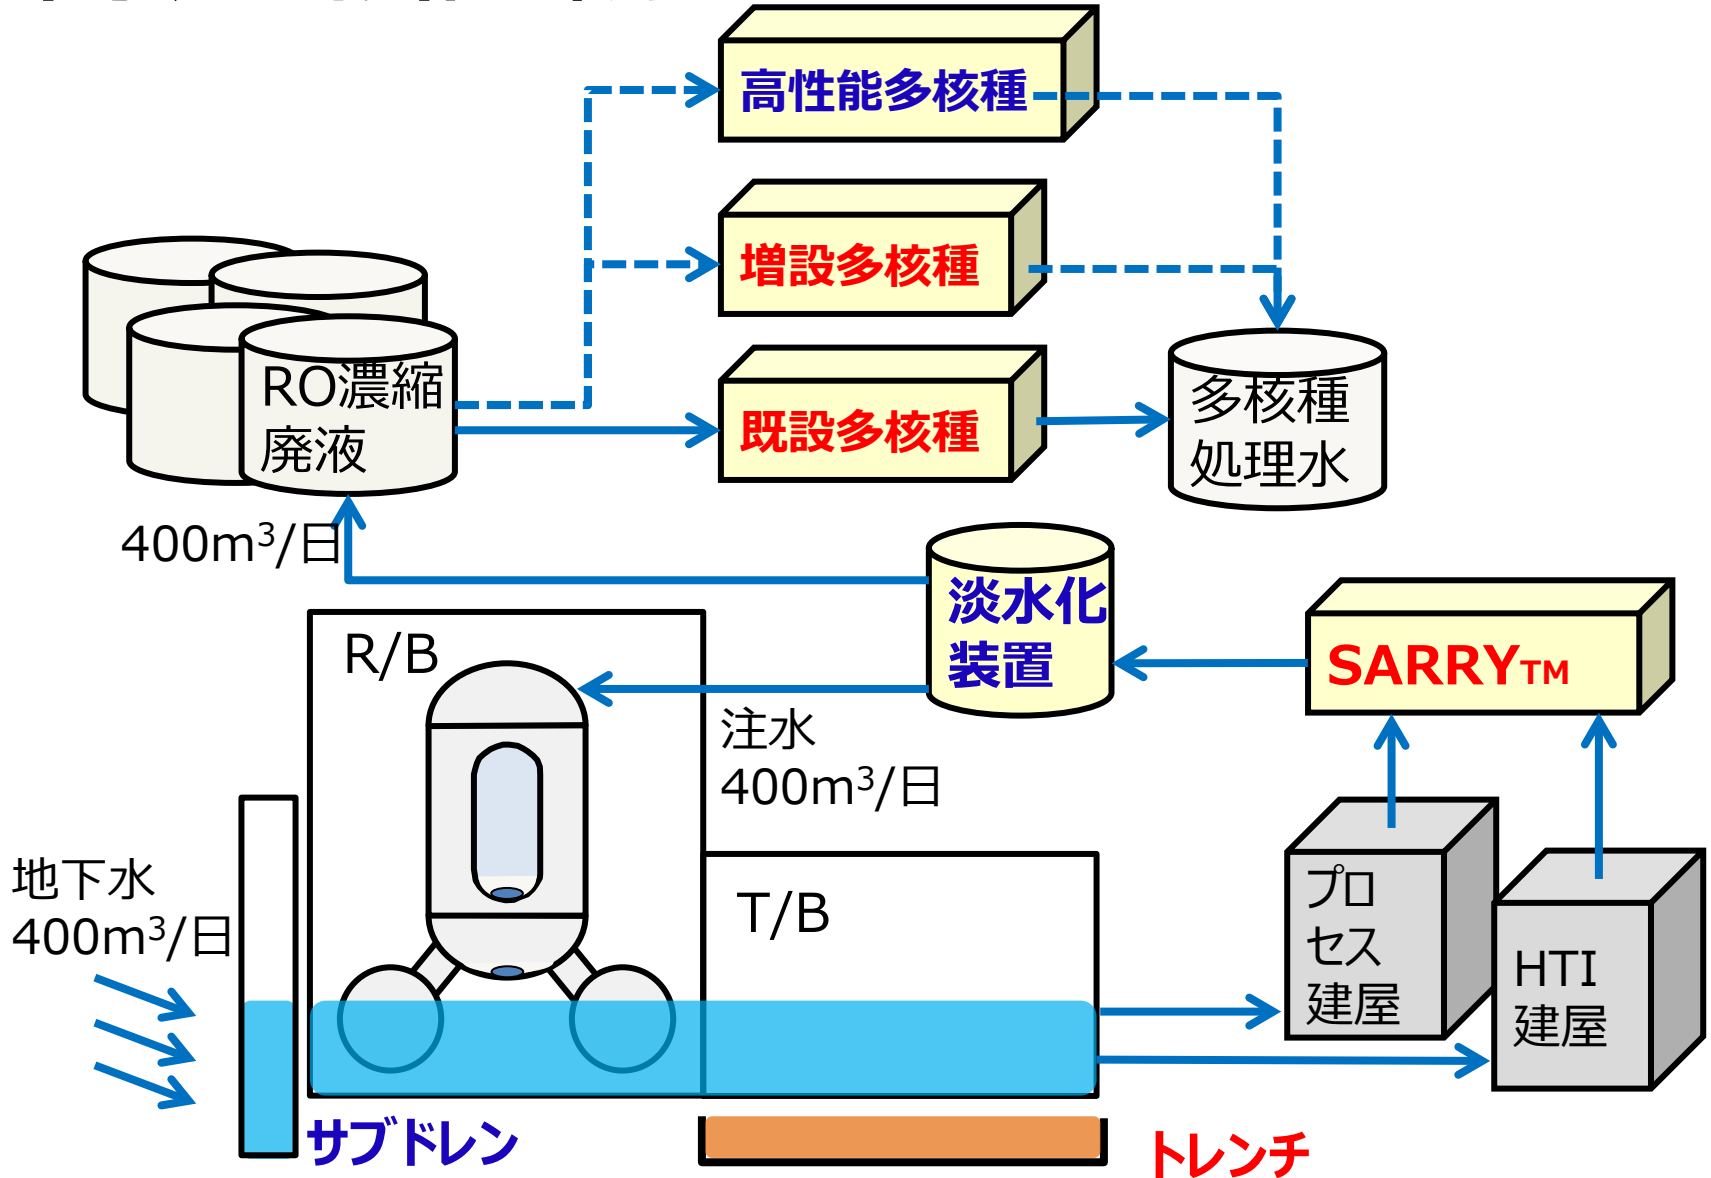 高性能多核種
増設多核種
既設多核種
RO濃縮
廃液
多核種
処理水
400m³/日
淡水化
装置
SARRY™
R/B
注水
400m³/日
地下水
400m³/日
T/B
プロ
セス
建屋
HTI
建屋
サブドレン
トレンチ